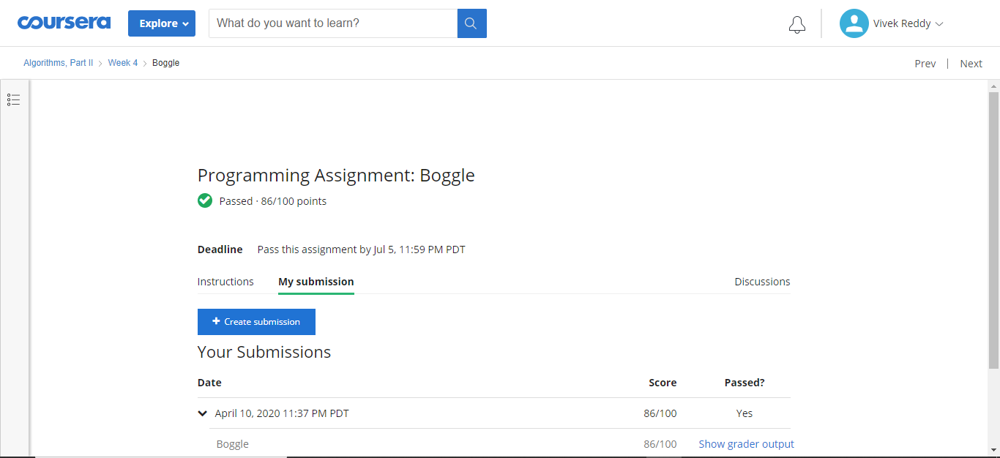 coursera Explore What do you want to learn? Vivek Reddy
Algorithms, Part II > Week 4 > Boggle Prev | Next
Programming Assignment: Boggle
Passed · 86/100 points
Deadline Pass this assignment by Jul 5, 11:59 PM PDT
Instructions My submission Discussions
+ Create submission
Your Submissions
Date Score Passed?
April 10, 2020 11:37 PM PDT 86/100 Yes
Boggle 86/100 Show grader output